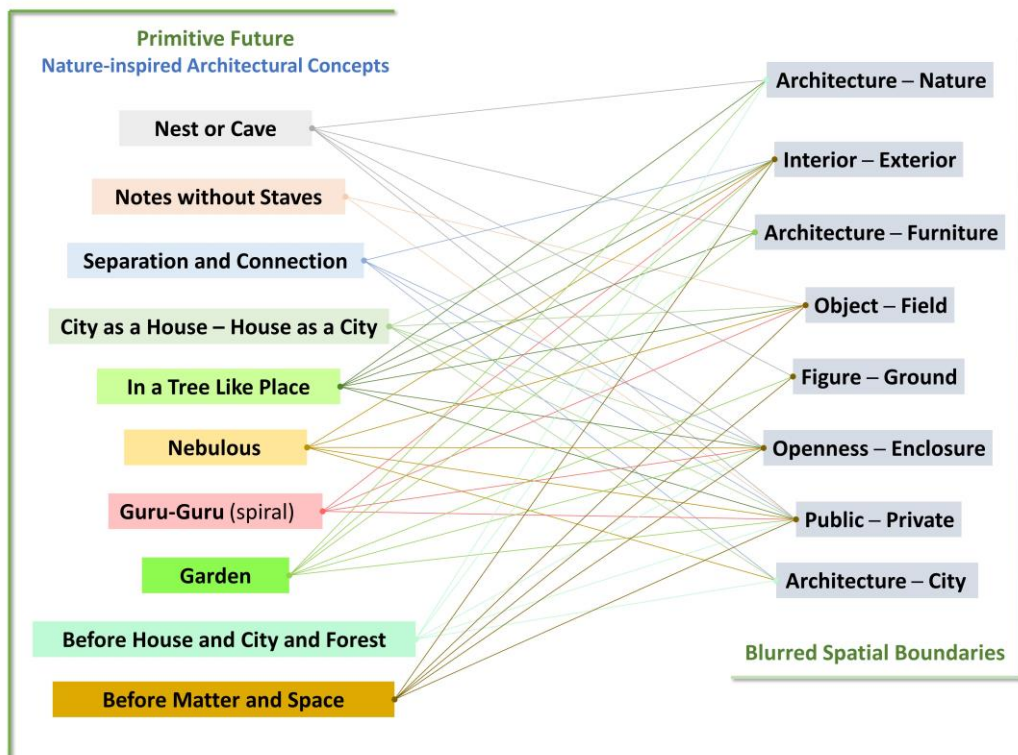 Primitive Future
Nature-inspired Architectural Concepts
Nest or Cave
Notes without Staves
Separation and Connection
City as a House – House as a City
In a Tree Like Place
Nebulous
Guru-Guru (spiral)
Garden
Before House and City and Forest
Before Matter and Space
Architecture – Nature
Interior – Exterior
Architecture – Furniture
Object – Field
Figure – Ground
Openness – Enclosure
Public – Private
Architecture – City
Blurred Spatial Boundaries